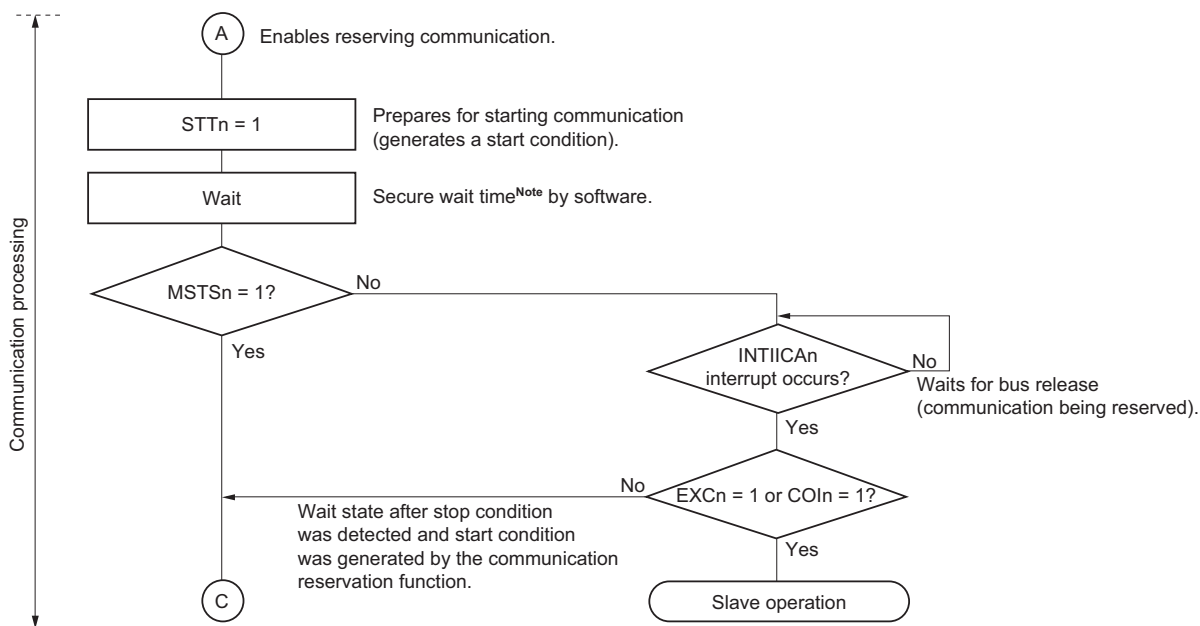 A
Enables reserving communication.
STTn = 1
Prepares for starting communication
(generates a start condition).
Wait
Secure wait timeNote by software.
MSTSn = 1?
No
Yes
INTIICAn
interrupt occurs?
No
Waits for bus release
(communication being reserved).
Yes
EXCn = 1 or COIn = 1?
No
Wait state after stop condition
was detected and start condition
was generated by the communication
reservation function.
Yes
C
Slave operation
Communication processing